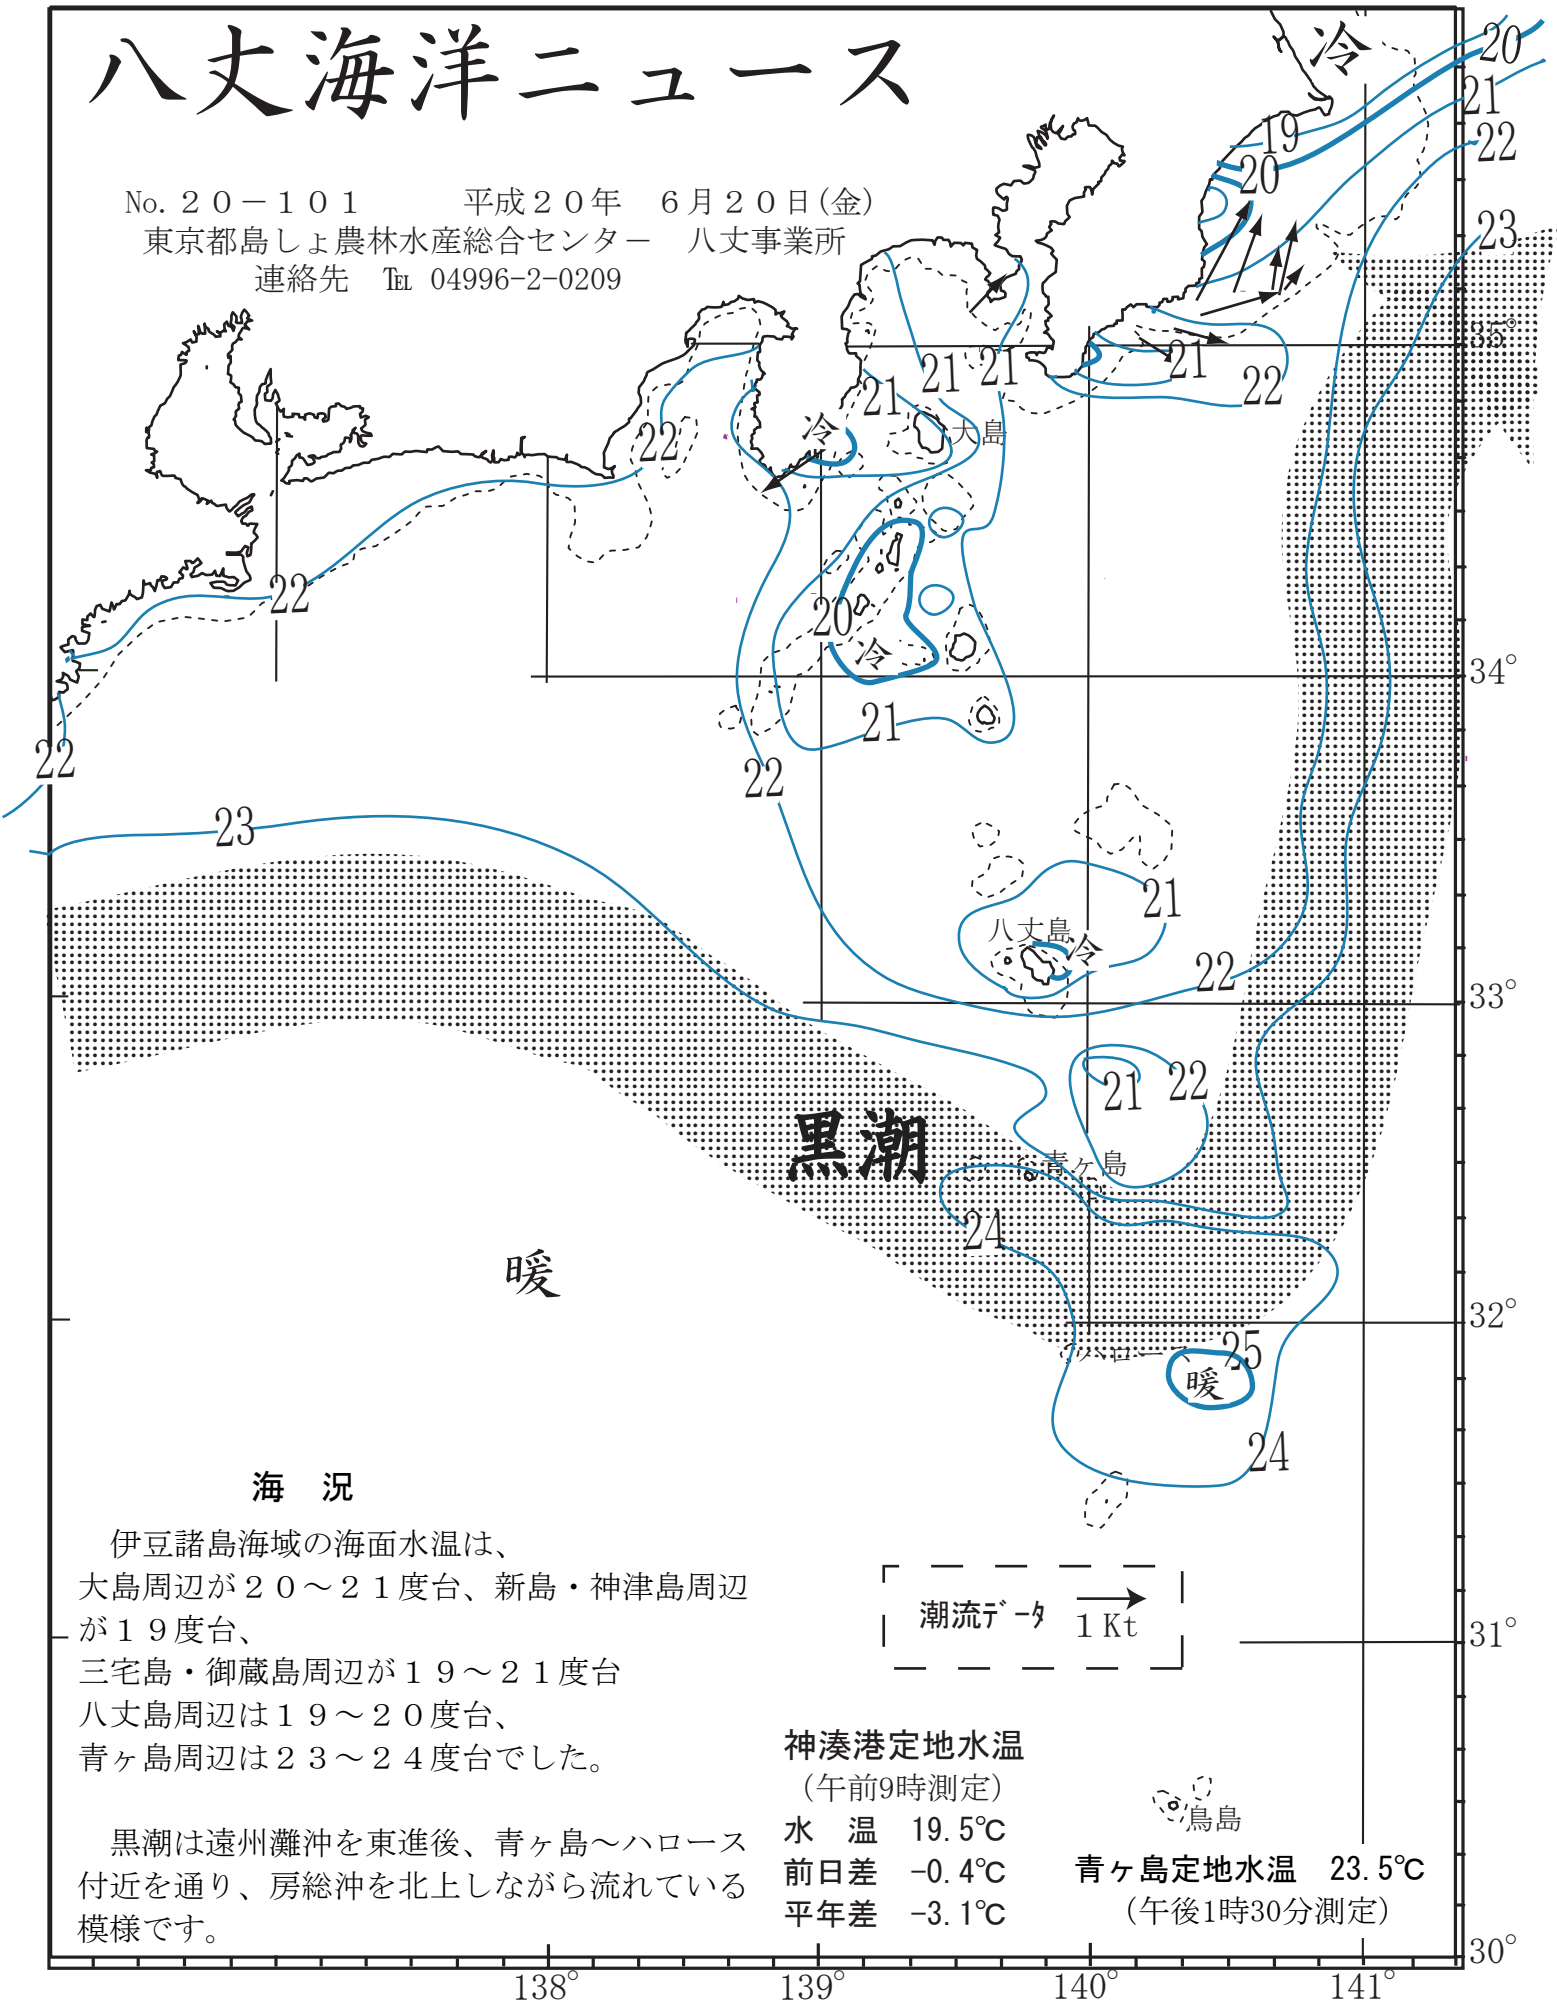 八丈海洋ニュース
No.２０－１０１　　　平成２０年　６月２０日(金)
東京都島しょ農林水産総合センター　八丈事業所
連絡先　℡ 04996-2-0209
冷
20
21
19
22
20
23
35°
21
21
21
21
22
冷
大島
22
22
20
冷
34°
21
22
22
23
21
八丈島
冷
22
33°
21
22
黒潮
青ヶ島
24
暖
32°
ハロース
25
暖
24
海　況
　伊豆諸島海域の海面水温は、
大島周辺が２０～２１度台、新島・神津島周辺
が１９度台、
三宅島・御蔵島周辺が１９～２１度台
八丈島周辺は１９～２０度台、
青ヶ島周辺は２３～２４度台でした。
　黒潮は遠州灘沖を東進後、青ヶ島～ハロース
付近を通り、房総沖を北上しながら流れている
模様です。
潮流ﾃﾞｰﾀ
１Kt
31°
神湊港定地水温
（午前9時測定）
水　温　19.5℃
前日差　-0.4℃
平年差　-3.1℃
鳥島
青ヶ島定地水温　23.5℃
（午後1時30分測定）
30°
138°
139°
140°
141°